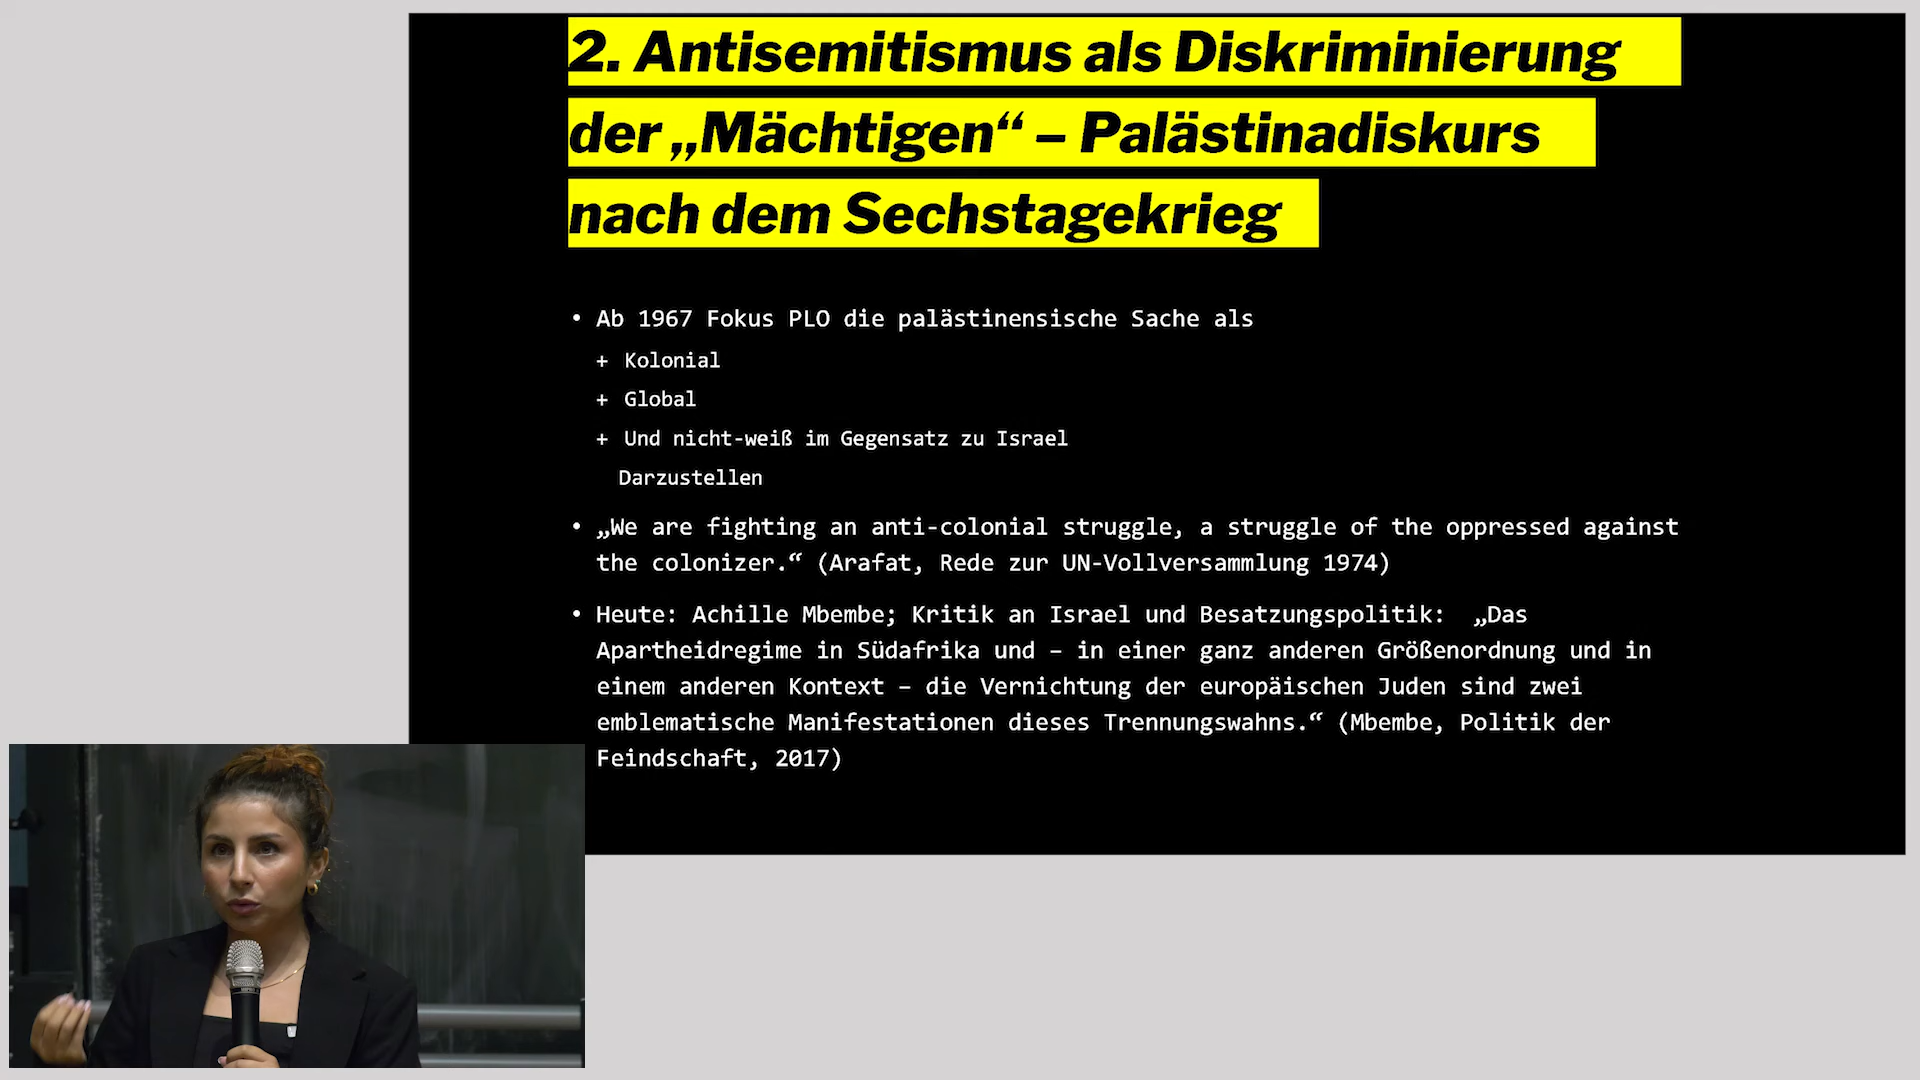 2. Antisemitismus als Diskriminierung
der „Mächtigen“ – Palästinadiskurs
nach dem Sechstagekrieg
• Ab 1967 Fokus PLO die palästinensische Sache als
+ Kolonial
+ Global
+ Und nicht-weiß im Gegensatz zu Israel
Darzustellen
• „We are fighting an anti-colonial struggle, a struggle of the oppressed against
the colonizer.“ (Arafat, Rede zur UN-Vollversammlung 1974)
• Heute: Achille Mbembe; Kritik an Israel und Besatzungspolitik: „Das
Apartheidregime in Südafrika und – in einer ganz anderen Größenordnung und in
einem anderen Kontext – die Vernichtung der europäischen Juden sind zwei
emblematische Manifestationen dieses Trennungswahns.“ (Mbembe, Politik der
Feindschaft, 2017)